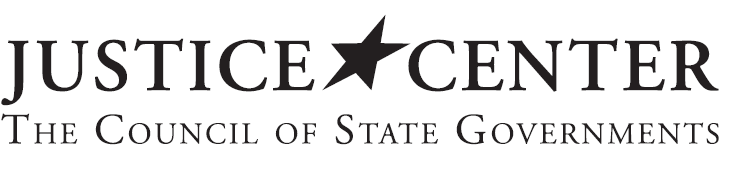 JUSTICE★CENTER
THE COUNCIL OF STATE GOVERNMENTS